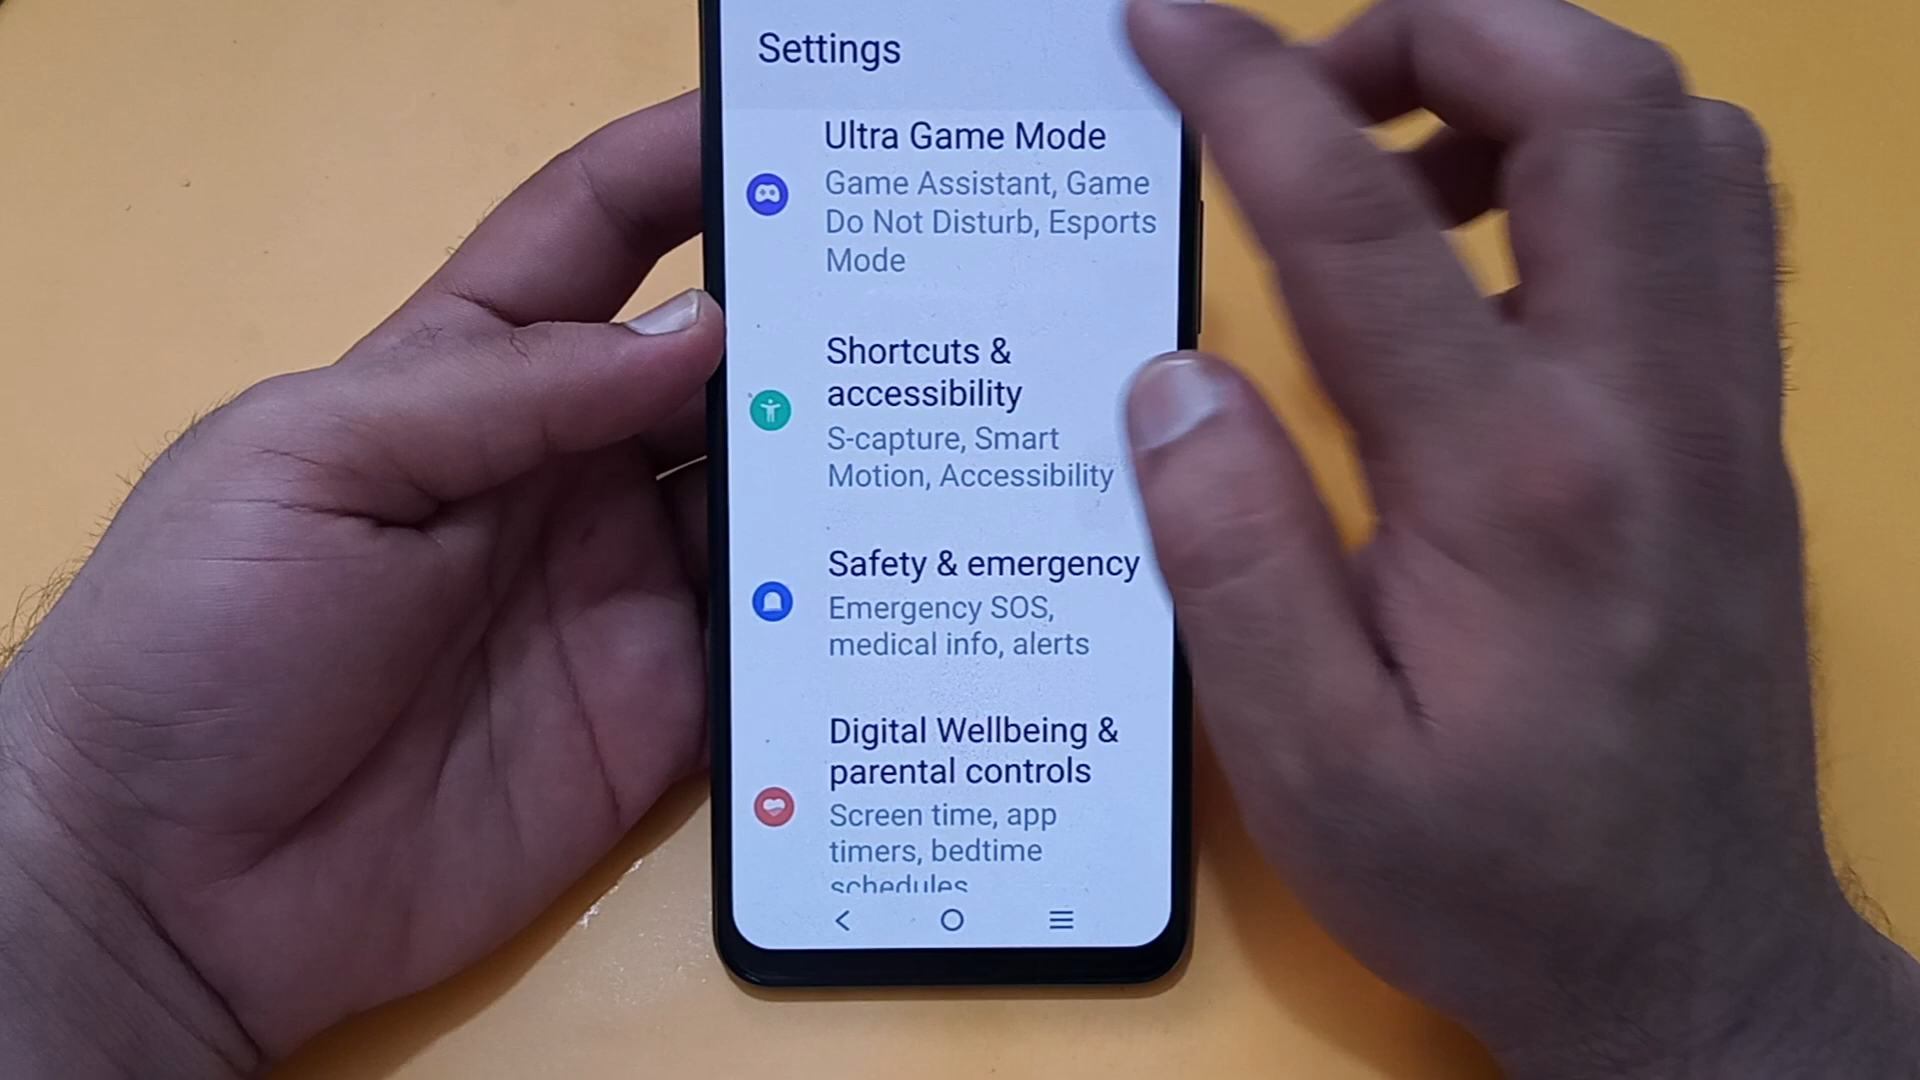 Settings
Ultra Game Mode
Game Assistant, Game
Do Not Disturb, Esports
Mode
Shortcuts &
accessibility
S-capture, Smart
Motion, Accessibility
Safety & emergency
Emergency SOS,
medical info, alerts
Digital Wellbeing &
parental controls
Screen time, app
timers, bedtime
schedules